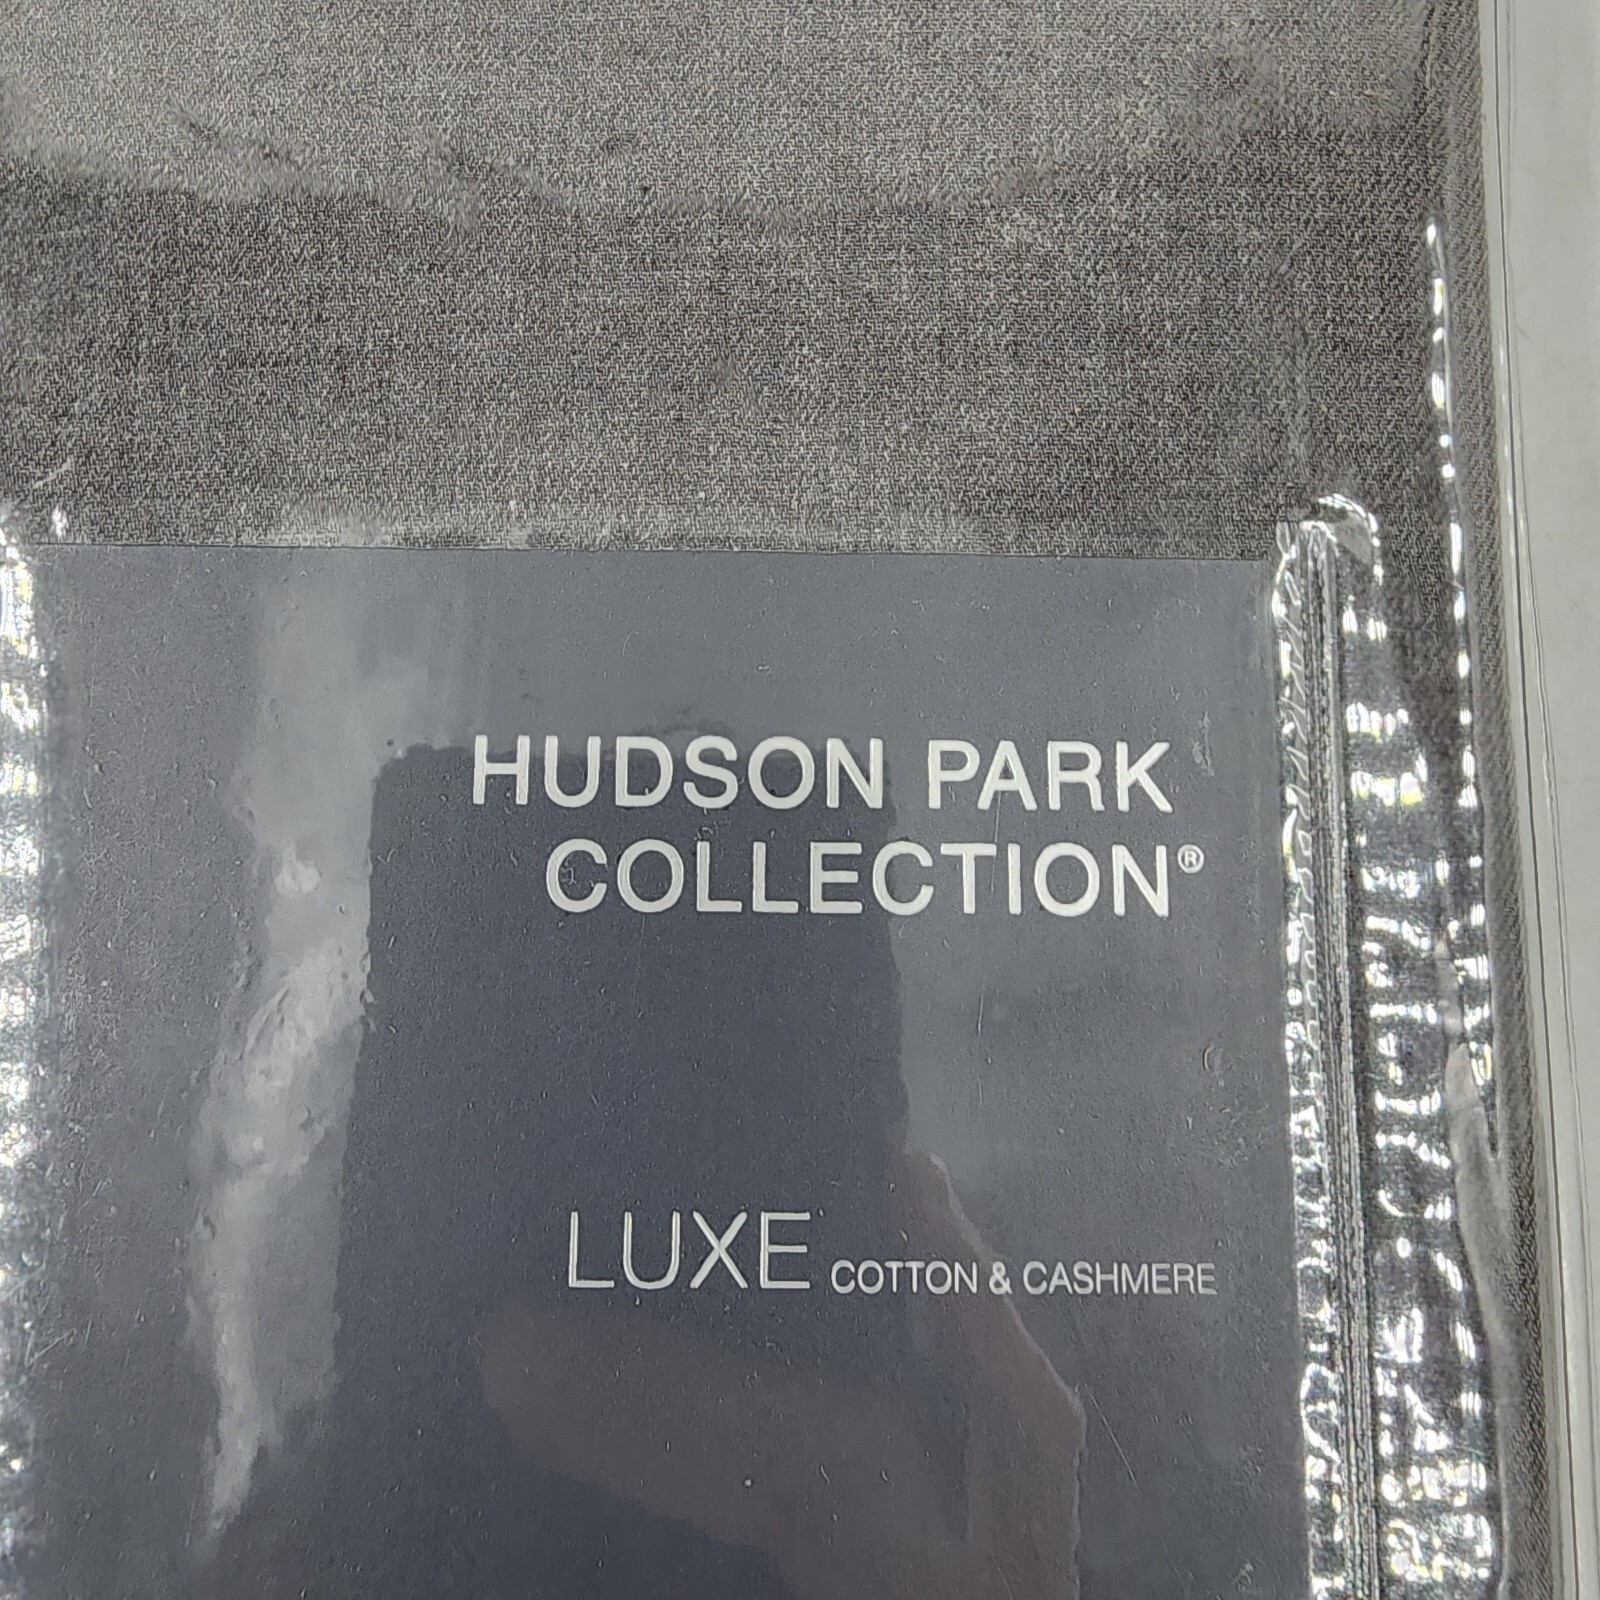 HUDSON PARK
COLLECTION®
LUXE COTTON & CASHMERE